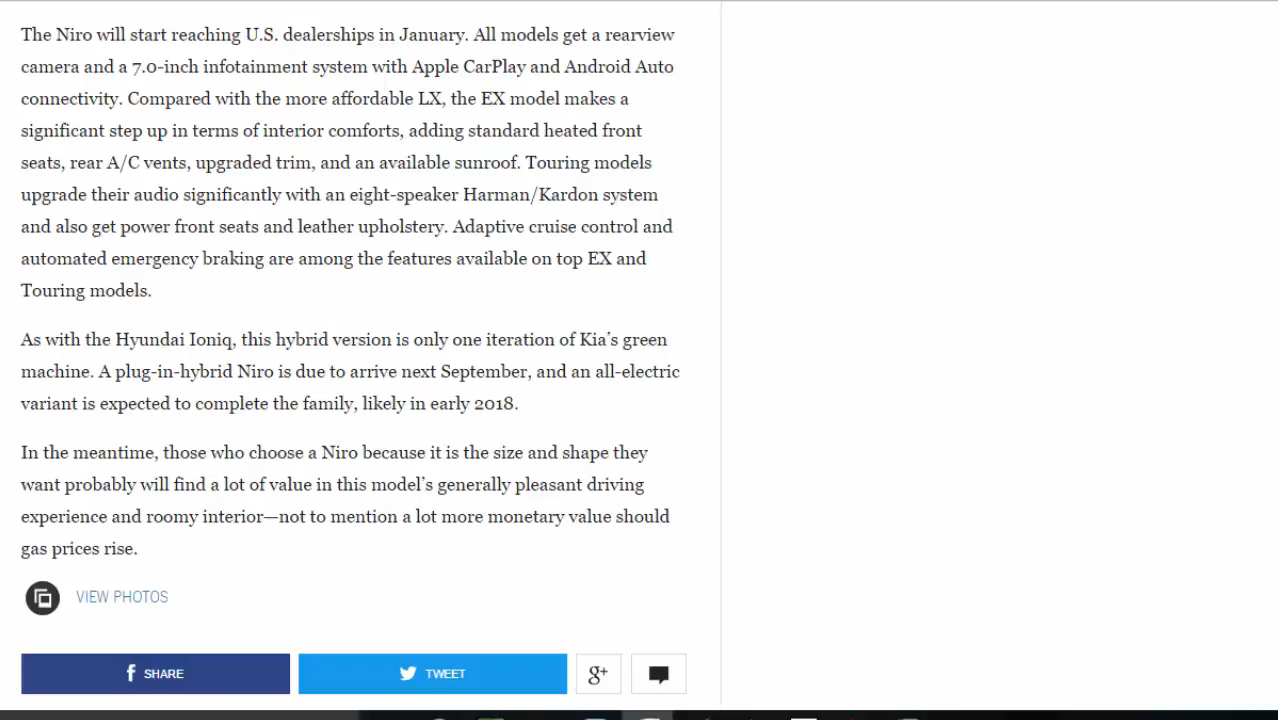 The Niro will start reaching U.S. dealerships in January. All models get a rearview
camera and a 7.0-inch infotainment system with Apple CarPlay and Android Auto
connectivity. Compared with the more affordable LX, the EX model makes a
significant step up in terms of interior comforts, adding standard heated front
seats, rear A/C vents, upgraded trim, and an available sunroof. Touring models
upgrade their audio significantly with an eight-speaker Harman/Kardon system
and also get power front seats and leather upholstery. Adaptive cruise control and
automated emergency braking are among the features available on top EX and
Touring models.
As with the Hyundai Ioniq, this hybrid version is only one iteration of Kia’s green
machine. A plug-in-hybrid Niro is due to arrive next September, and an all-electric
variant is expected to complete the family, likely in early 2018.
In the meantime, those who choose a Niro because it is the size and shape they
want probably will find a lot of value in this model’s generally pleasant driving
experience and roomy interior—not to mention a lot more monetary value should
gas prices rise.
VIEW PHOTOS
f SHARE TWEET g+